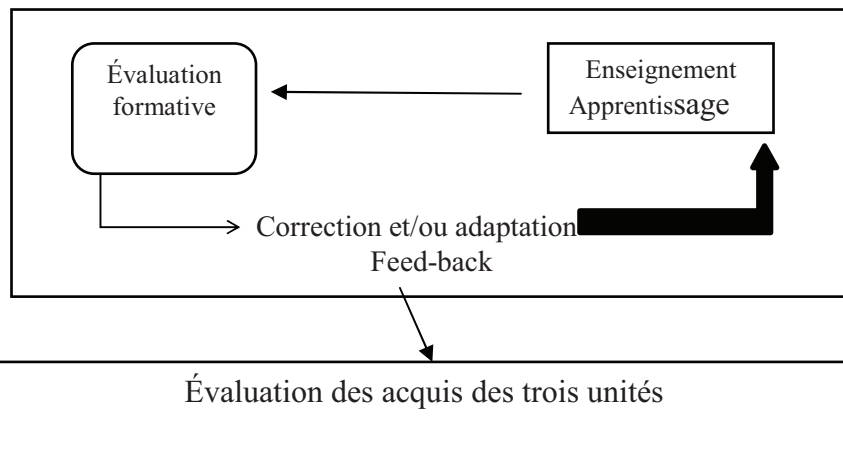 Évaluation
formative
Enseignement
Apprentissage
Correction et/ou adaptation
Feed-back
Évaluation des acquis des trois unités